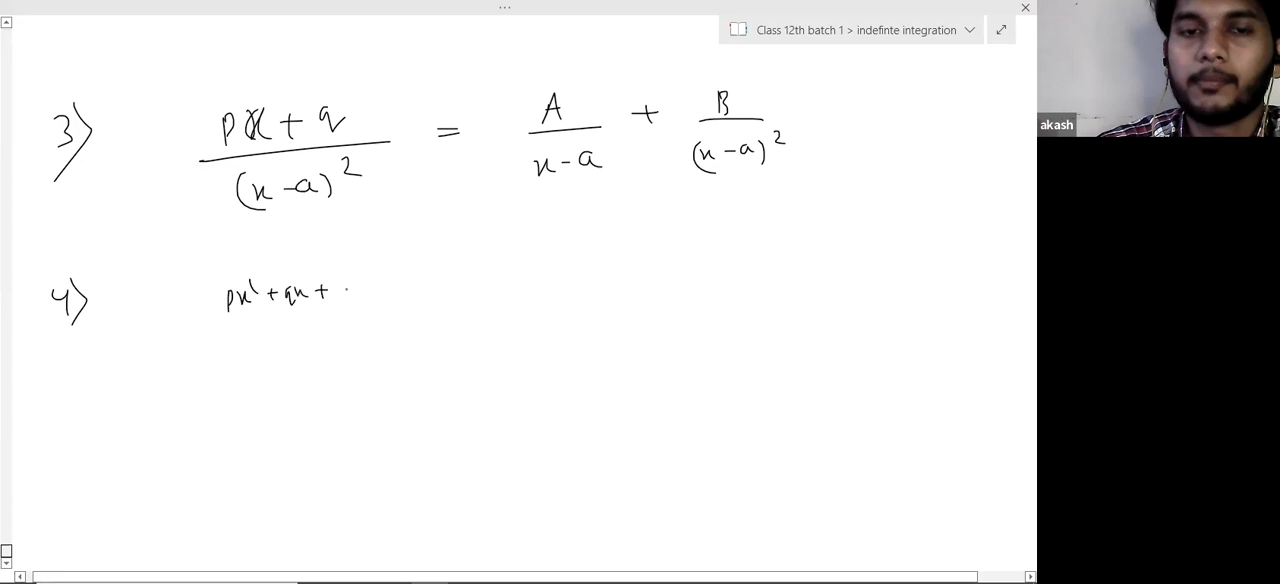 Class 12th batch 1 > indefinte integration
akash
3) px + q / (x - a)^2 = A / x - a + B / (x - a)^2
4) px² + qx + .